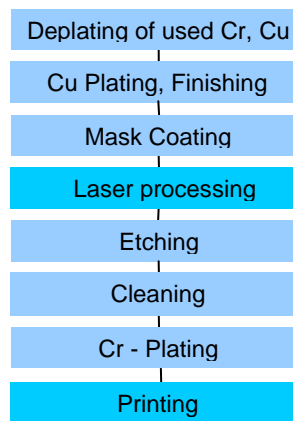 Deplating of used Cr, Cu
Cu Plating, Finishing
Mask Coating
Laser processing
Etching
Cleaning
Cr - Plating
Printing